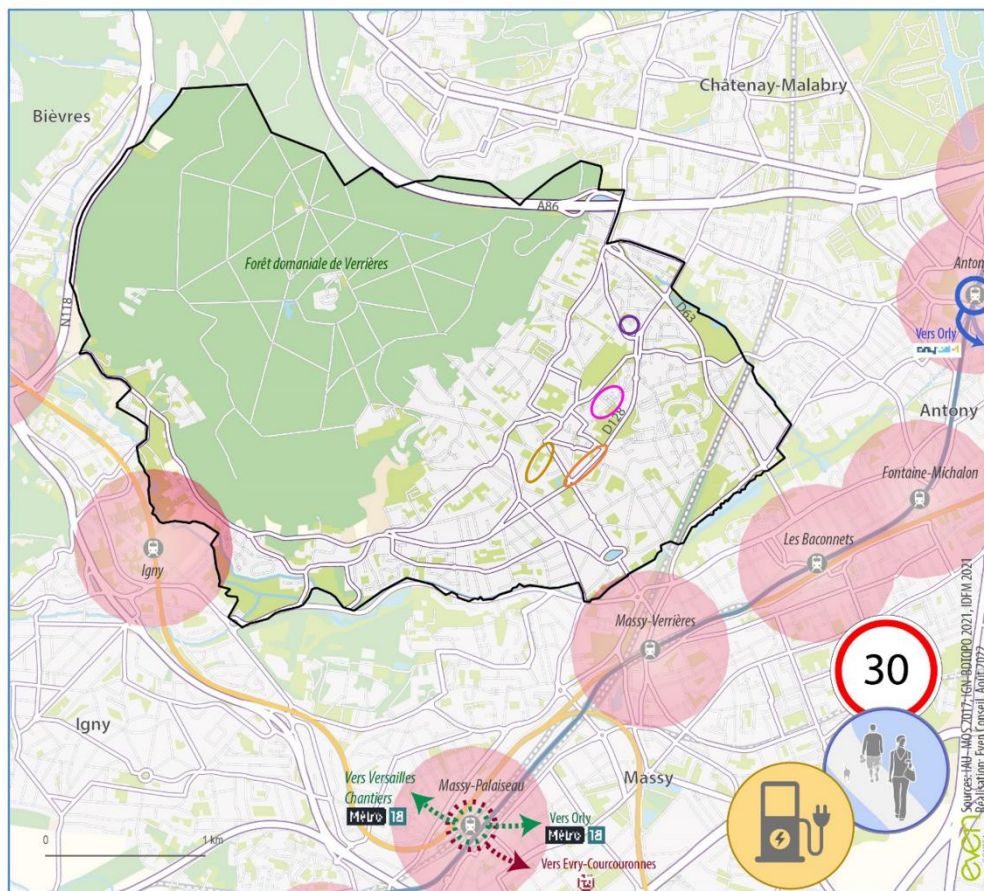 Châtenay-Malabry
Bièvres
A86
Forêt domaniale de Verrières
N118
D63
Vers Orly
Antony
D128
Fontaine-Michalon
Les Baconnets
Igny
Massy-Verrières
30
Igny
Massy-Palaiseau
Massy
Vers Versailles
Chantiers
Métro 18
Vers Orly
Métro 18
Vers Evry-Courcouronnes
0
1 km
even
Sources: IAU- MOS 2017, IGN BDTOPO 2021, IDFM 2021
Réalisation: Even Conseil, Août 2022